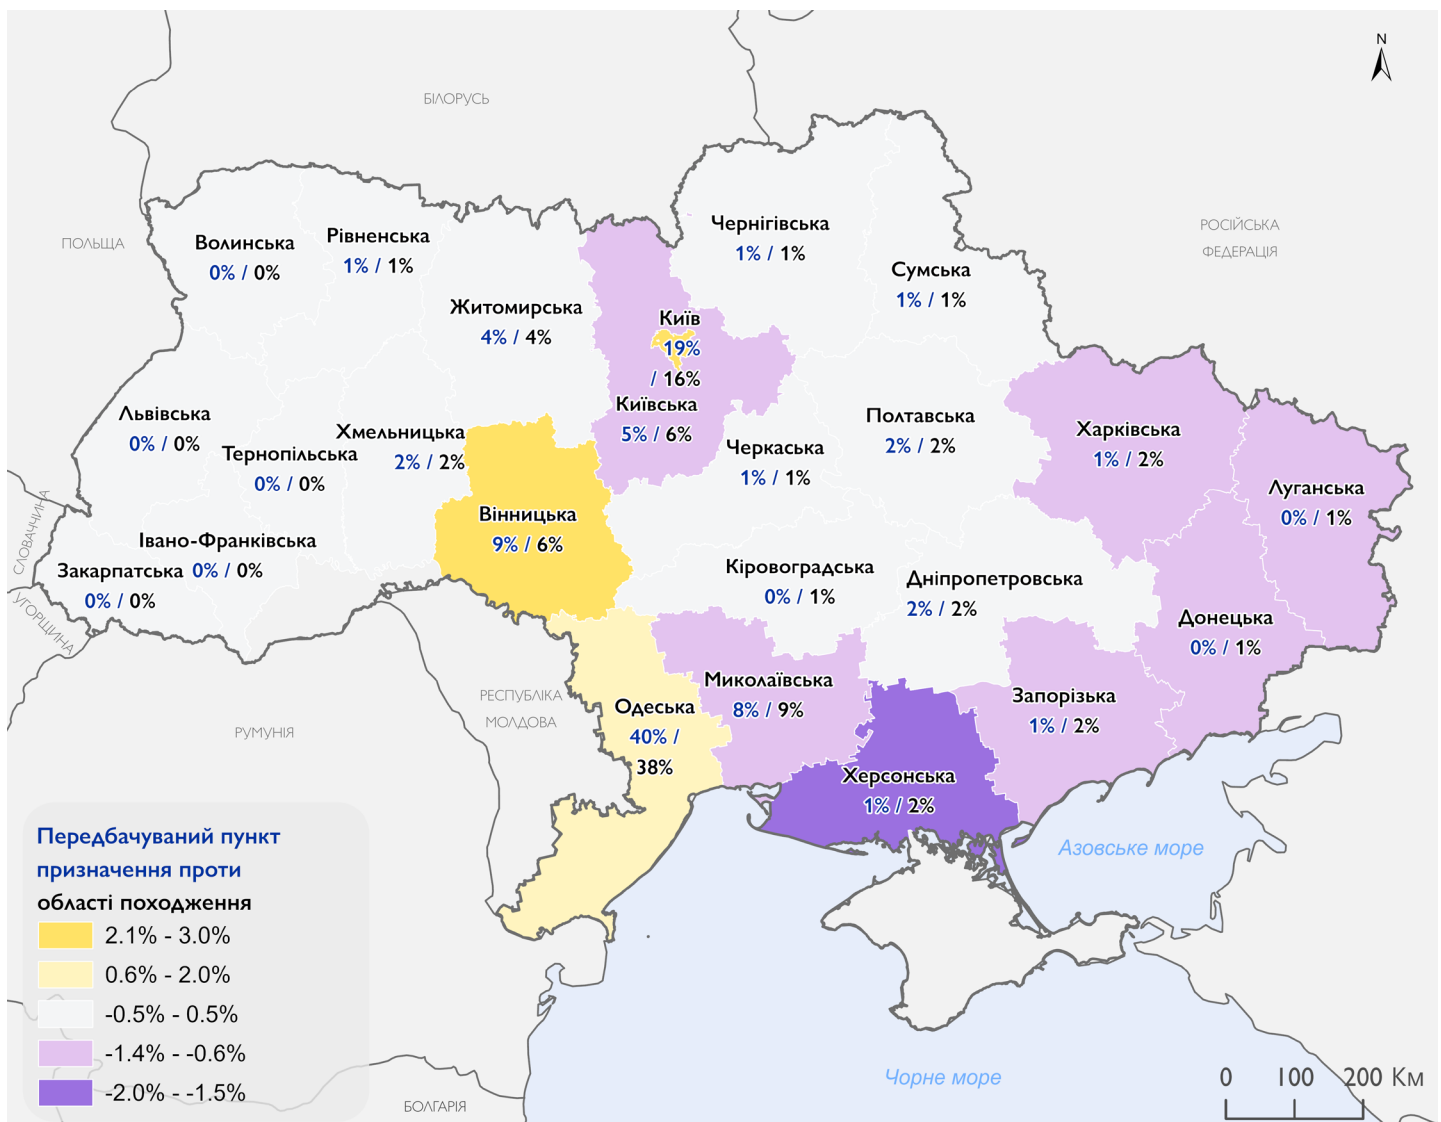 N
БІЛОРУСЬ
ПОЛЬЩА
РОСІЙСЬКА
ФЕДЕРАЦІЯ
Волинська
0% / 0%
Рівненська
1% / 1%
Житомирська
4% / 4%
Чернігівська
1% / 1%
Сумська
1% / 1%
Київ
19%
/ 16%
Київська
5% / 6%
Львівська
0% / 0%
Тернопільська
0% / 0%
Хмельницька
2% / 2%
Черкаська
1% / 1%
Полтавська
2% / 2%
Харківська
1% / 2%
Луганська
0% / 1%
СЛОВАЧЧИНА
Вінницька
9% / 6%
Івано-Франківська
0% / 0%
Закарпатська
0% / 0%
УГОРЩИНА
Кіровоградська
0% / 1%
Дніпропетровська
2% / 2%
Донецька
0% / 1%
РЕСПУБЛІКА
МОЛДОВА
РУМУНІЯ
Одеська
40% /
38%
Миколаївська
8% / 9%
Запорізька
1% / 2%
Херсонська
1% / 2%
Азовське море
Чорне море
БОЛГАРІЯ
Передбачуваний пункт
призначення проти
області походження
2.1% - 3.0%
0.6% - 2.0%
-0.5% - 0.5%
-1.4% - -0.6%
-2.0% - -1.5%
0 100 200 Км